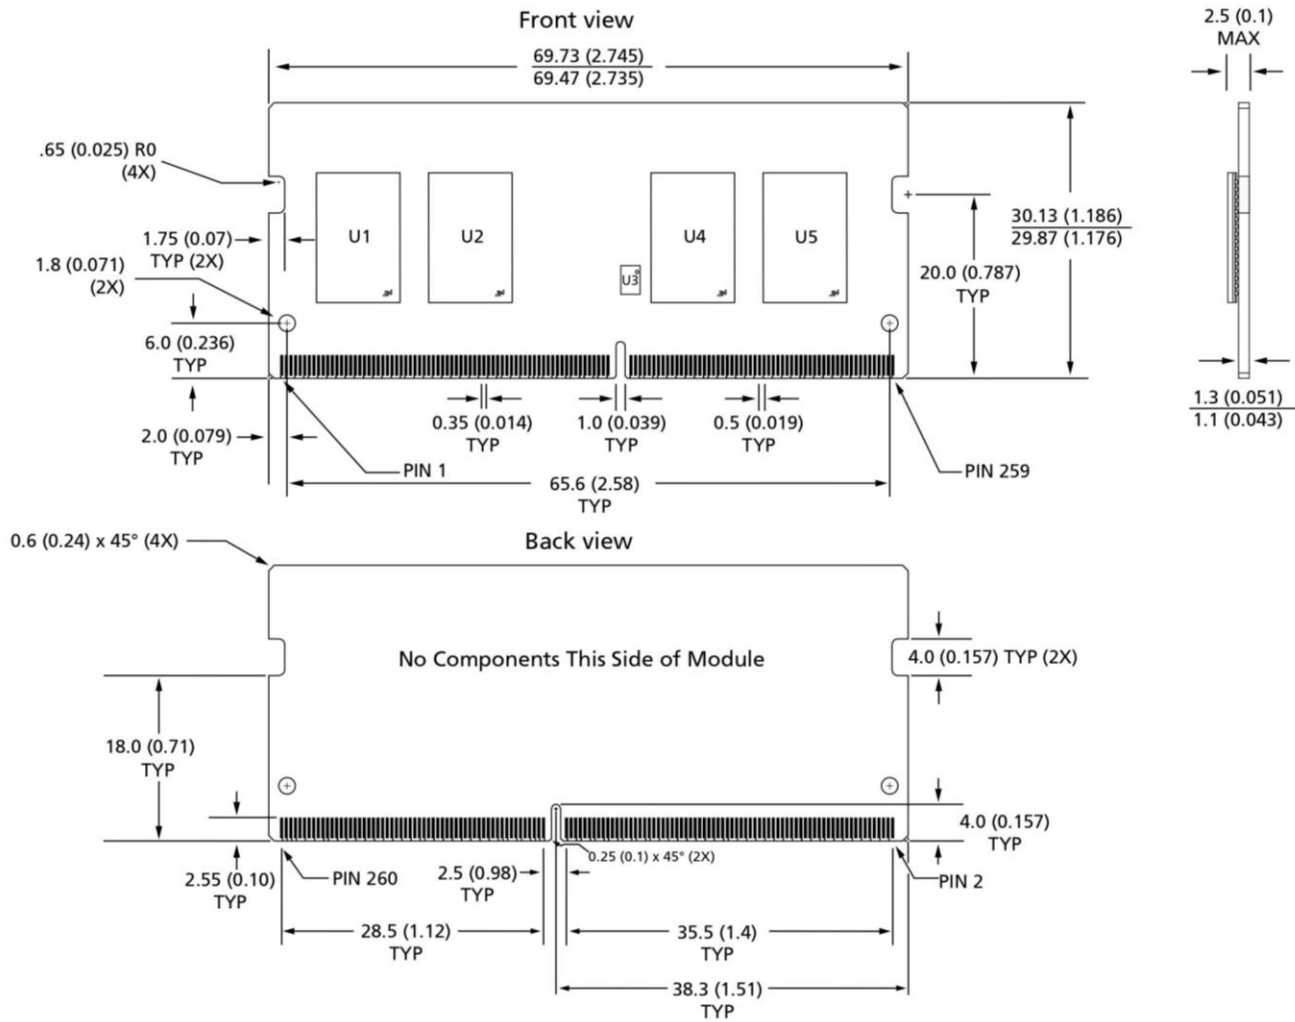 Front view
2.5 (0.1)
MAX
69.73 (2.745)
69.47 (2.735)
.65 (0.025) R0
(4X)
U1
U2
U4
U5
U3
1.75 (0.07)
TYP (2X)
1.8 (0.071)
(2X)
30.13 (1.186)
29.87 (1.176)
20.0 (0.787)
TYP
6.0 (0.236)
TYP
1.3 (0.051)
1.1 (0.043)
0.35 (0.014)
TYP
1.0 (0.039)
TYP
0.5 (0.019)
TYP
2.0 (0.079)
TYP
PIN 1
PIN 259
65.6 (2.58)
TYP
Back view
0.6 (0.24) x 45° (4X)
No Components This Side of Module
4.0 (0.157) TYP (2X)
18.0 (0.71)
TYP
4.0 (0.157)
TYP
0.25 (0.1) x 45° (2X)
2.55 (0.10)
TYP
PIN 260
2.5 (0.98)
TYP
PIN 2
28.5 (1.12)
TYP
35.5 (1.4)
TYP
38.3 (1.51)
TYP